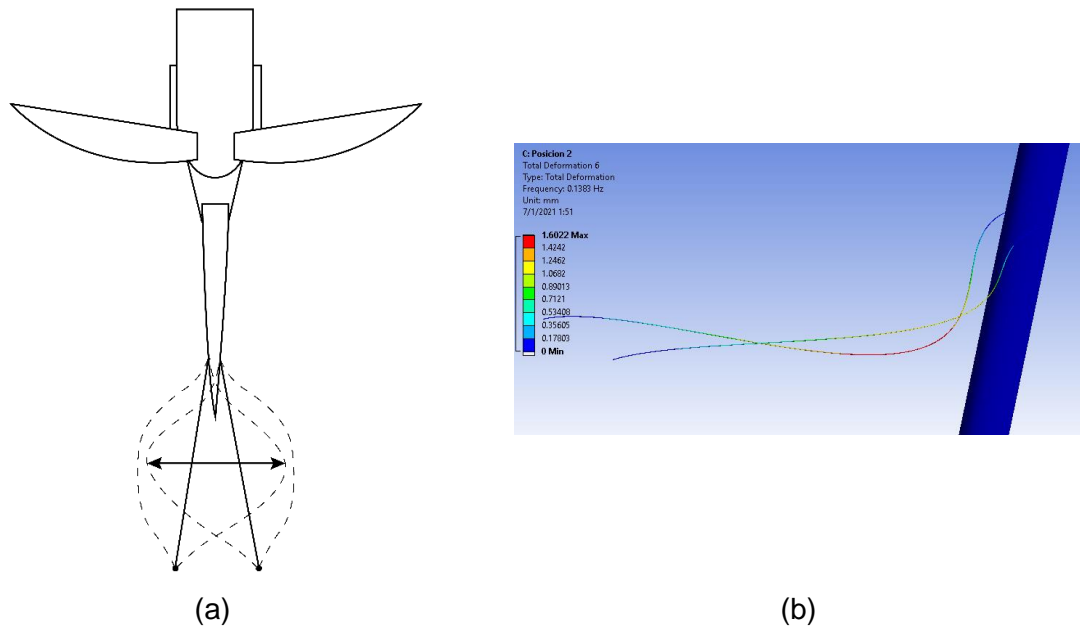 C: Posicion 2
Total Deformation 6
Type: Total Deformation
Frequency: 0.1383 Hz
Unit: mm
7/1/2021 1:51
1.6022 Max
1.4242
1.2462
1.0682
0.89013
0.7121
0.53408
0.35605
0.17803
0 Min
(a)
(b)